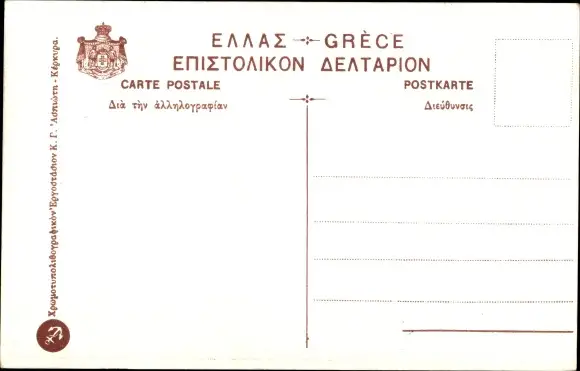 ΕΛΛΑΣ GRÈCE
ΕΠΙΣΤΟΛΙΚΟΝ ΔΕΛΤΑΡΙΟΝ
CARTE POSTALE POSTKARTE
Διὰ τὴν ἀλληλογραφίαν Διεύθυνσις
Χρωμοτυπολιθογραφικὸν Ἐργοστάσιον Κ. Γ. Ἀσπιώτη - Κέρκυρα.